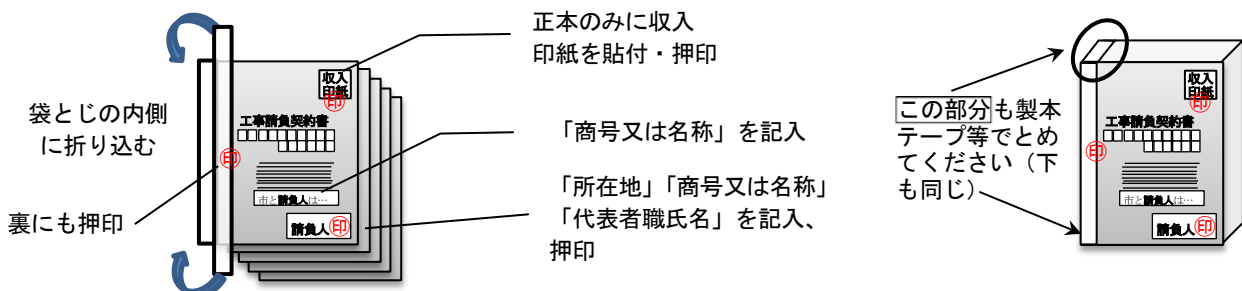 正本のみに収入
印紙を貼付・押印
袋とじの内側
に折り込む
裏にも押印
収入
印紙
印
工事請負契約書
印
市と請負人は…
請負人 印
「商号又は名称」を記入
「所在地」「商号又は名称」
「代表者職氏名」を記入、
押印
この部分も製本
テープ等でとめ
てください（下
も同じ）
収入
印紙
印
工事請負契約書
印
市と請負人は…
請負人 印